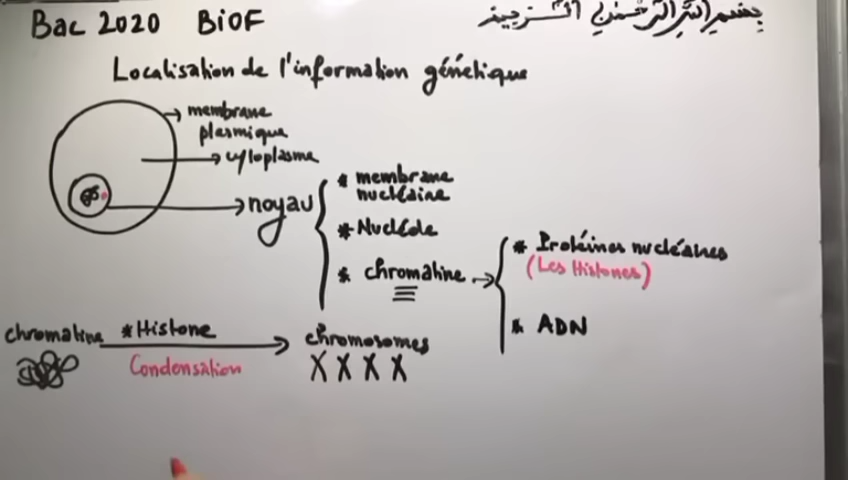 Bac 2020 BiOF
بسم الله الرحمن الرحيم
Localisation de l'information génétique
membrane
plasmique
cytoplasme
noyau
* membrane
nucléaire
* Nucléole
* chromatine
* Protéines nucléaires
(Les Histones)
* ADN
chromatine * Histone chromosomes
Condensation X X X X